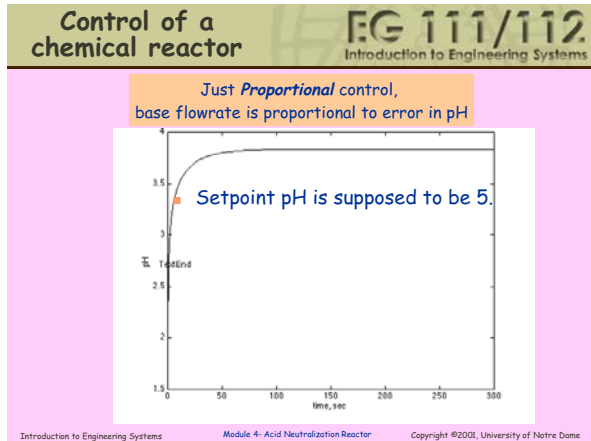 Control of a
chemical reactor
EG 111/112
Introduction to Engineering Systems
Just Proportional control,
base flowrate is proportional to error in pH
4
3.5
Setpoint pH is supposed to be 5.
3
pH
TextEnd
2.5
2
1.5
0
50
100
150
200
250
300
time, sec
Introduction to Engineering Systems
Module 4- Acid Neutralization Reactor
Copyright ©2001, University of Notre Dame